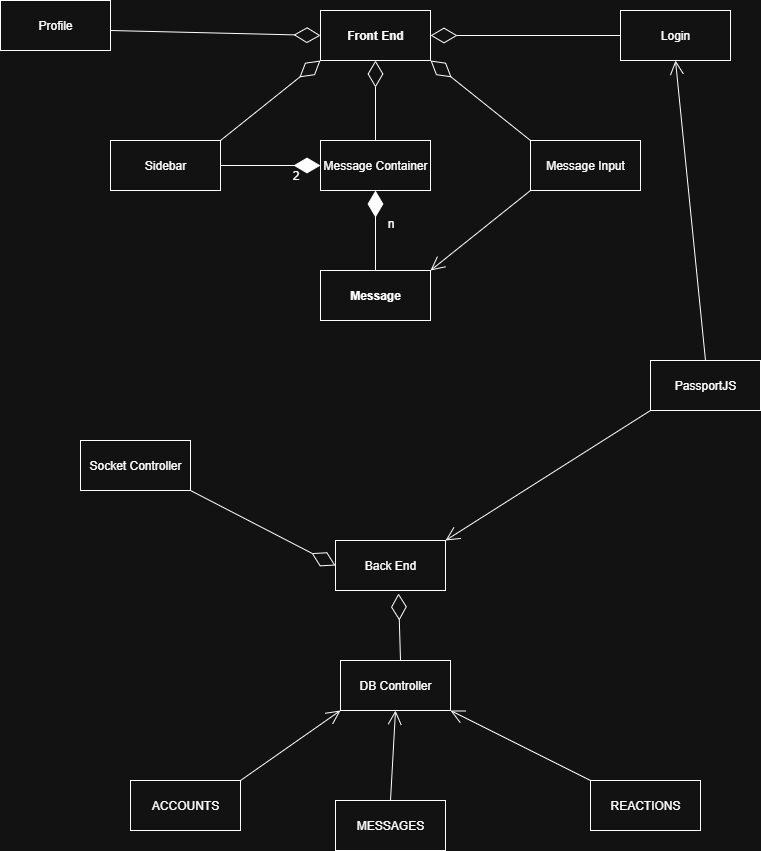 Profile
Front End
Login
Sidebar
2
Message Container
Message Input
n
Message
PassportJS
Socket Controller
Back End
DB Controller
ACCOUNTS
MESSAGES
REACTIONS